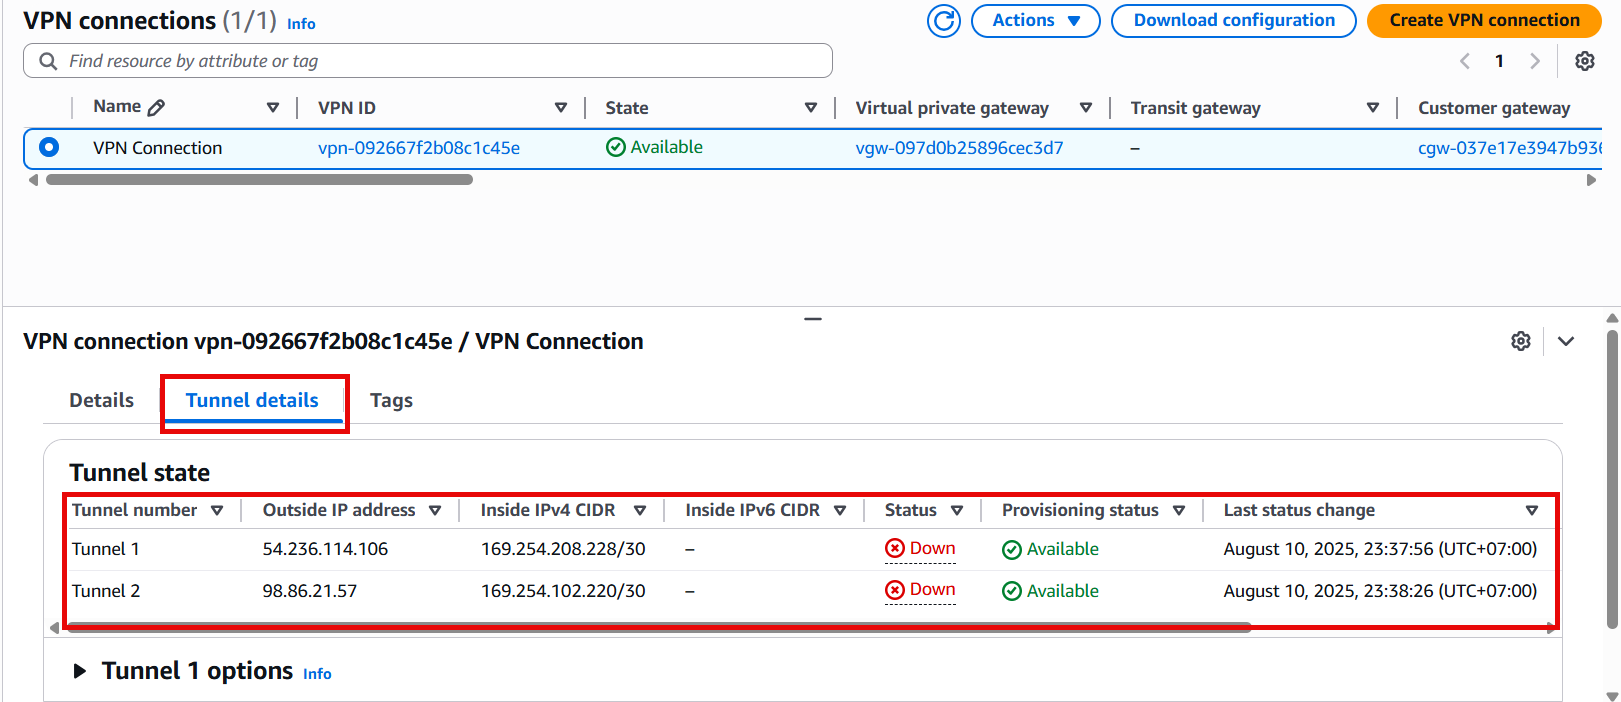 VPN connections (1/1) Info
Actions
Download configuration
Create VPN connection
Find resource by attribute or tag
1
Name VPN ID State Virtual private gateway Transit gateway Customer gateway
VPN Connection vpn-092667f2b08c1c45e Available vgw-097d0b25896cec3d7 – cgw-037e17e3947b936
VPN connection vpn-092667f2b08c1c45e / VPN Connection
Details Tunnel details Tags
Tunnel state
Tunnel number Outside IP address Inside IPv4 CIDR Inside IPv6 CIDR Status Provisioning status Last status change
Tunnel 1 54.236.114.106 169.254.208.228/30 – Down Available August 10, 2025, 23:37:56 (UTC+07:00)
Tunnel 2 98.86.21.57 169.254.102.220/30 – Down Available August 10, 2025, 23:38:26 (UTC+07:00)
Tunnel 1 options Info